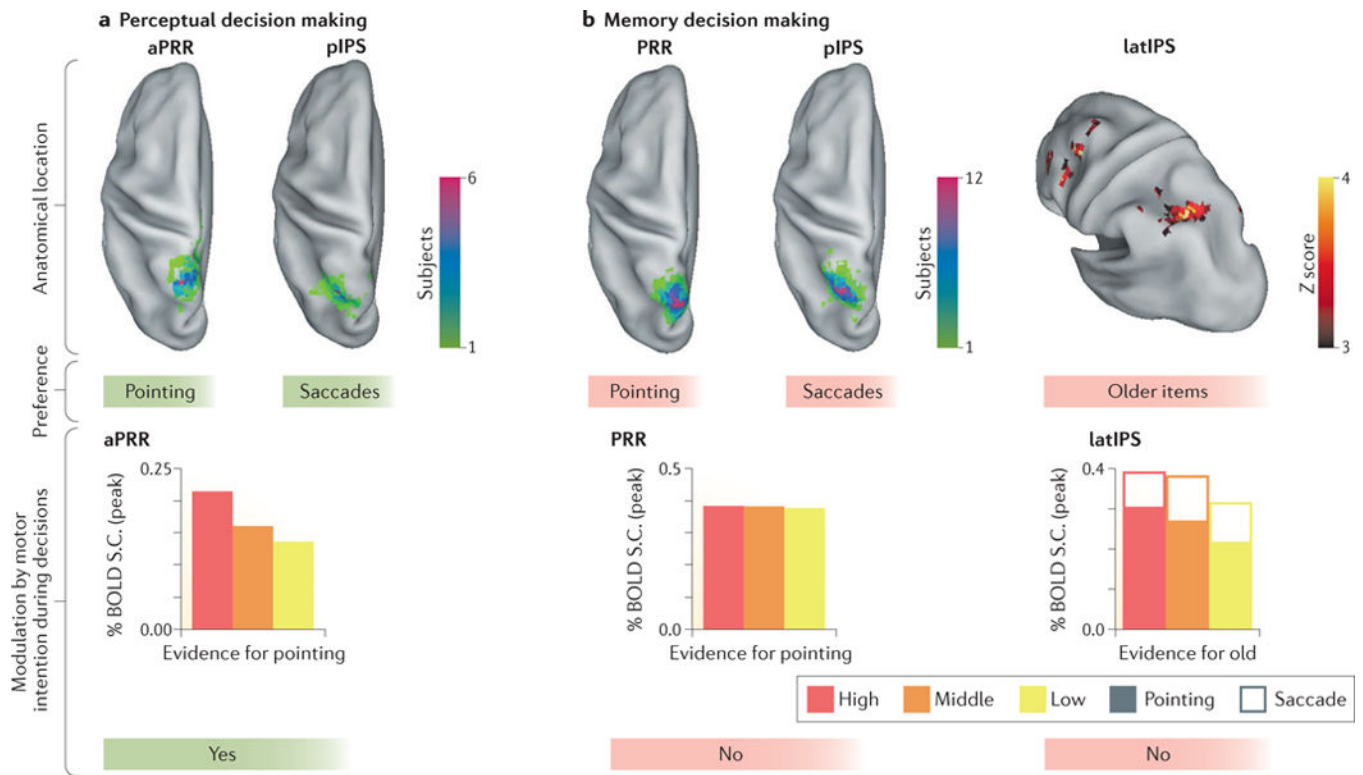 a Perceptual decision making
b Memory decision making
aPRR
pIPS
PRR
pIPS
latIPS
Anatomical location
6
Subjects
1
12
Subjects
1
4
Z score
3
Preference
Pointing
Saccades
Pointing
Saccades
Older items
Modulation by motor
intention during decisions
aPRR
0.25
% BOLD S.C. (peak)
0.00
Evidence for pointing
PRR
0.5
% BOLD S.C. (peak)
0.0
Evidence for pointing
latIPS
0.4
% BOLD S.C. (peak)
0.0
Evidence for old
High
Middle
Low
Pointing
Saccade
Yes
No
No